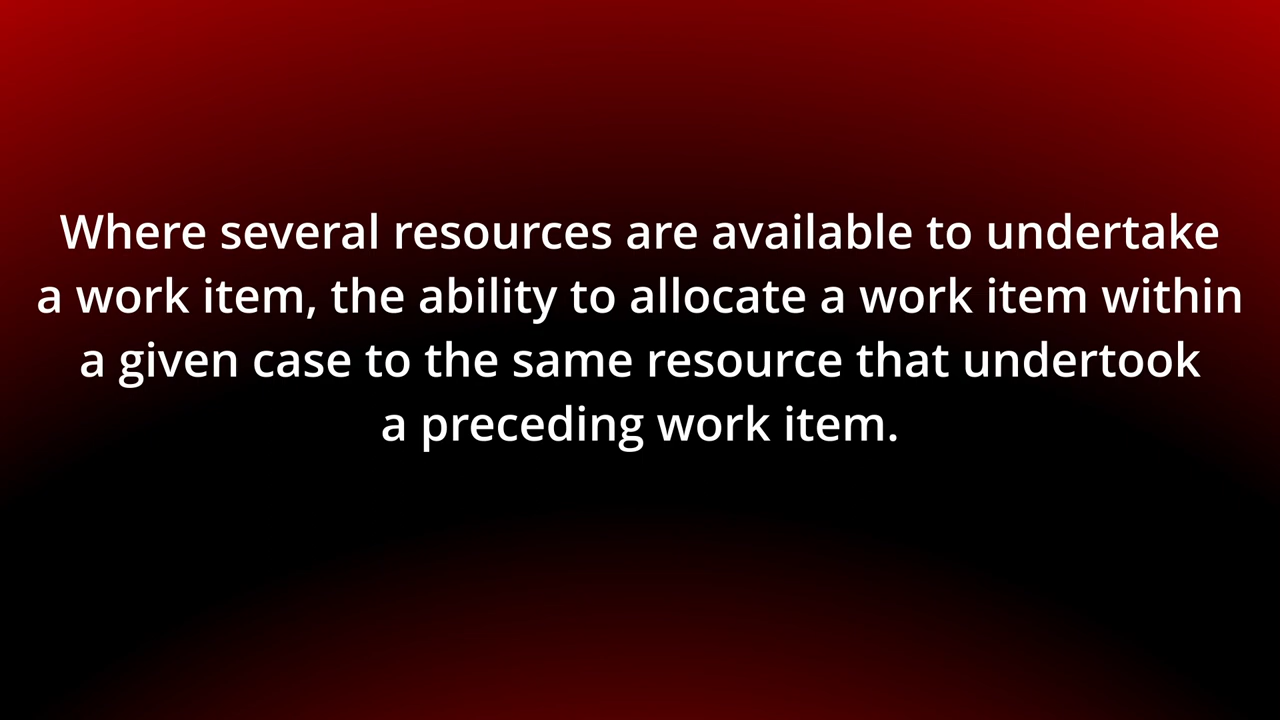 Where several resources are available to undertake
a work item, the ability to allocate a work item within
a given case to the same resource that undertook
a preceding work item.